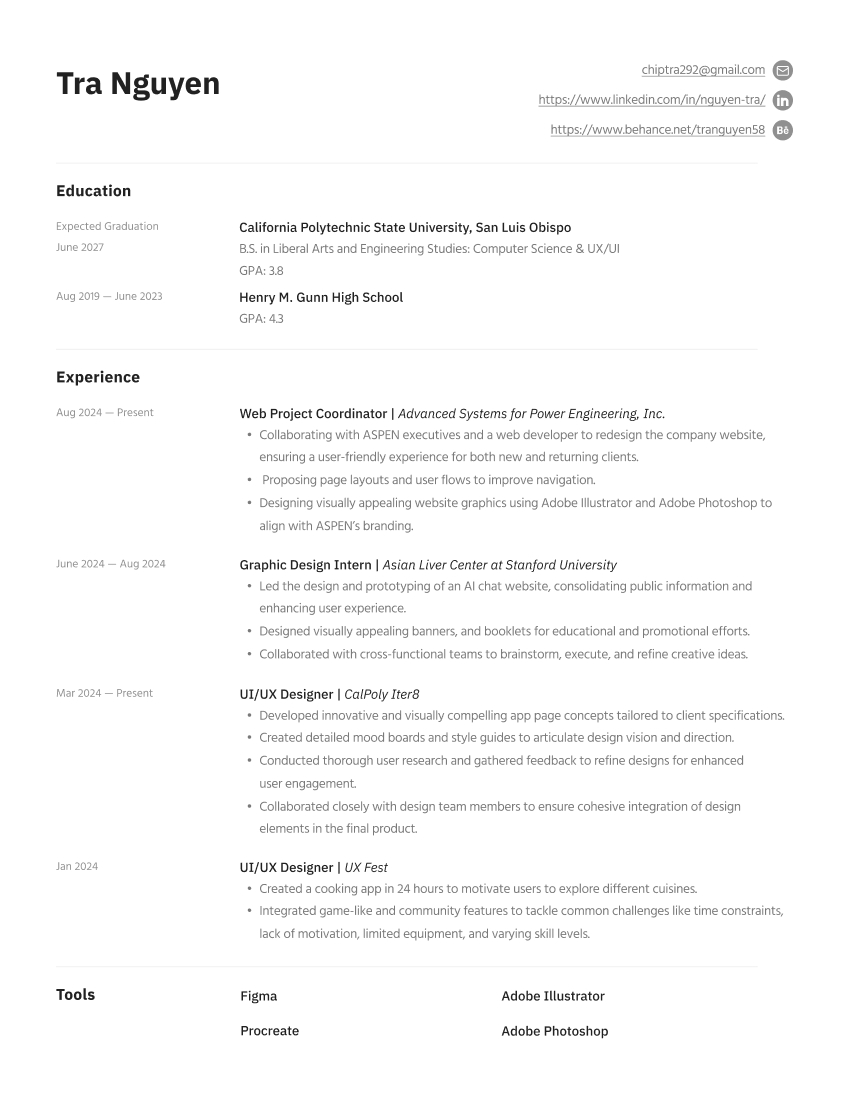 Tra Nguyen
chiptra292@gmail.com
https://www.linkedin.com/in/nguyen-tra/
in
https://www.behance.net/tranguyen58
Bē
Education
Expected Graduation
June 2027
California Polytechnic State University, San Luis Obispo
B.S. in Liberal Arts and Engineering Studies: Computer Science & UX/UI
GPA: 3.8
Aug 2019 — June 2023
Henry M. Gunn High School
GPA: 4.3
Experience
Aug 2024 — Present
Web Project Coordinator | Advanced Systems for Power Engineering, Inc.
• Collaborating with ASPEN executives and a web developer to redesign the company website,
ensuring a user-friendly experience for both new and returning clients.
• Proposing page layouts and user flows to improve navigation.
• Designing visually appealing website graphics using Adobe Illustrator and Adobe Photoshop to
align with ASPEN’s branding.
June 2024 — Aug 2024
Graphic Design Intern | Asian Liver Center at Stanford University
• Led the design and prototyping of an AI chat website, consolidating public information and
enhancing user experience.
• Designed visually appealing banners, and booklets for educational and promotional efforts.
• Collaborated with cross-functional teams to brainstorm, execute, and refine creative ideas.
Mar 2024 — Present
UI/UX Designer | CalPoly Iter8
• Developed innovative and visually compelling app page concepts tailored to client specifications.
• Created detailed mood boards and style guides to articulate design vision and direction.
• Conducted thorough user research and gathered feedback to refine designs for enhanced
user engagement.
• Collaborated closely with design team members to ensure cohesive integration of design
elements in the final product.
Jan 2024
UI/UX Designer | UX Fest
• Created a cooking app in 24 hours to motivate users to explore different cuisines.
• Integrated game-like and community features to tackle common challenges like time constraints,
lack of motivation, limited equipment, and varying skill levels.
Tools
Figma
Adobe Illustrator
Procreate
Adobe Photoshop